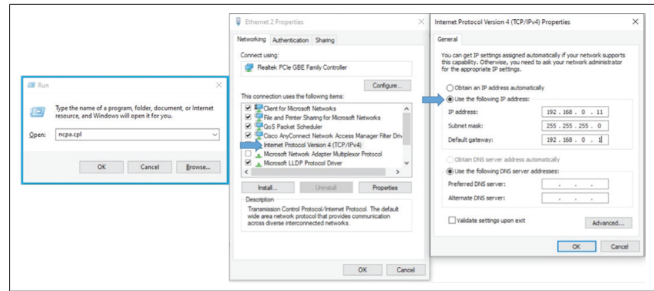 Run
Type the name of a program, folder, document, or Internet
resource, and Windows will open it for you.
Open: ncpa.cpl
OK Cancel Browse...
Ethernet 2 Properties
Networking Authentication Sharing
Connect using:
Realtek PCIe GBE Family Controller
Configure...
This connection uses the following items:
Client for Microsoft Networks
File and Printer Sharing for Microsoft Networks
QoS Packet Scheduler
Cisco AnyConnect Network Access Manager Filter Driv
Internet Protocol Version 4 (TCP/IPv4)
Microsoft Network Adapter Multiplexor Protocol
Microsoft LLDP Protocol Driver
Install... Uninstall Properties
Description
Transmission Control Protocol/Internet Protocol. The default
wide area network protocol that provides communication
across diverse interconnected networks.
OK Cancel
Internet Protocol Version 4 (TCP/IPv4) Properties
General
You can get IP settings assigned automatically if your network supports
this capability. Otherwise, you need to ask your network administrator
for the appropriate IP settings.
Obtain an IP address automatically
Use the following IP address:
IP address: 192 . 168 . 0 . 11
Subnet mask: 255 . 255 . 255 . 0
Default gateway: 192 . 168 . 0 . 1
Obtain DNS server address automatically
Use the following DNS server addresses:
Preferred DNS server: . . .
Alternate DNS server: . . .
Validate settings upon exit
Advanced...
OK Cancel